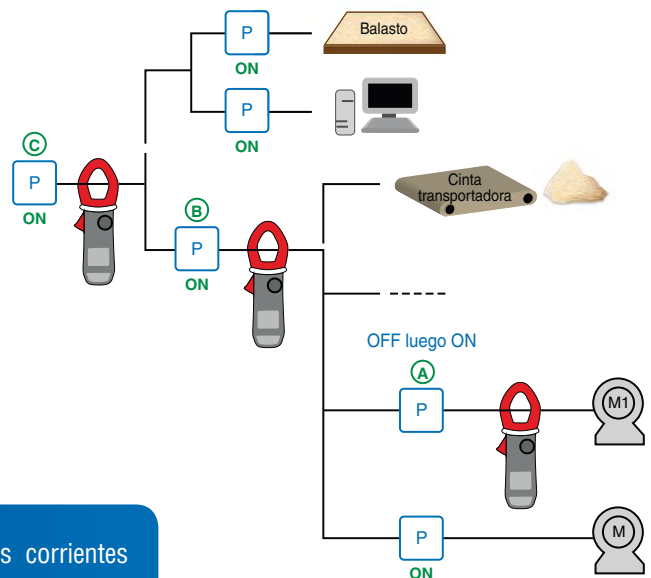 P
Balasto
ON
P
ON
C
P
ON
B
P
ON
Cinta
transportadora
OFF luego ON
A
P
M1
P
M
ON
s corrientes